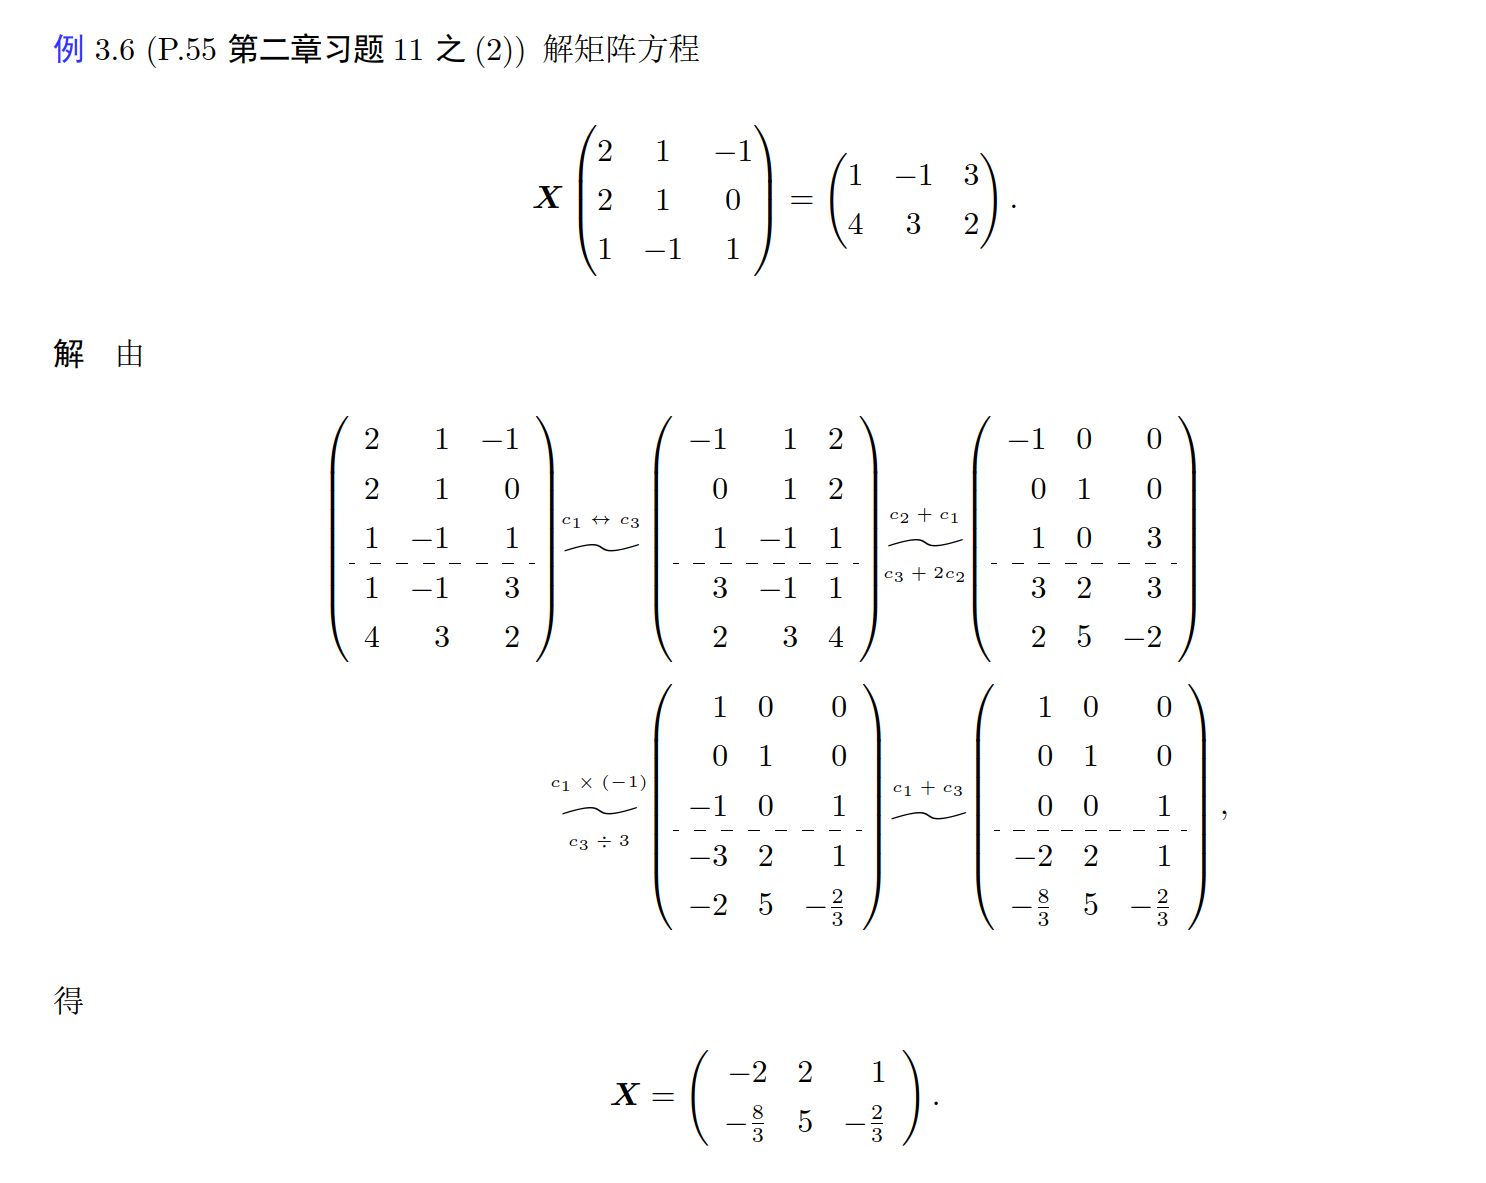 例 3.6 (P.55 第二章习题 11 之 (2)) 解矩阵方程
X \begin{pmatrix} 2 & 1 & -1 \\ 2 & 1 & 0 \\ 1 & -1 & 1 \end{pmatrix} = \begin{pmatrix} 1 & -1 & 3 \\ 4 & 3 & 2 \end{pmatrix} .
解 由
\begin{pmatrix} 2 & 1 & -1 \\ 2 & 1 & 0 \\ 1 & -1 & 1 \\ \hdashline 1 & -1 & 3 \\ 4 & 3 & 2 \end{pmatrix} \overset{c_1 \leftrightarrow c_3}{\sim} \begin{pmatrix} -1 & 1 & 2 \\ 0 & 1 & 2 \\ 1 & -1 & 1 \\ \hdashline 3 & -1 & 1 \\ 2 & 3 & 4 \end{pmatrix} \underset{c_3 + 2c_2}{\overset{c_2 + c_1}{\sim}} \begin{pmatrix} -1 & 0 & 0 \\ 0 & 1 & 0 \\ 1 & 0 & 3 \\ \hdashline 3 & 2 & 3 \\ 2 & 5 & -2 \end{pmatrix}
\underset{c_3 \div 3}{\overset{c_1 \times (-1)}{\sim}} \begin{pmatrix} 1 & 0 & 0 \\ 0 & 1 & 0 \\ -1 & 0 & 1 \\ \hdashline -3 & 2 & 1 \\ -2 & 5 & -\frac{2}{3} \end{pmatrix} \overset{c_1 + c_3}{\sim} \begin{pmatrix} 1 & 0 & 0 \\ 0 & 1 & 0 \\ 0 & 0 & 1 \\ \hdashline -2 & 2 & 1 \\ -\frac{8}{3} & 5 & -\frac{2}{3} \end{pmatrix} ,
得
X = \begin{pmatrix} -2 & 2 & 1 \\ -\frac{8}{3} & 5 & -\frac{2}{3} \end{pmatrix} .